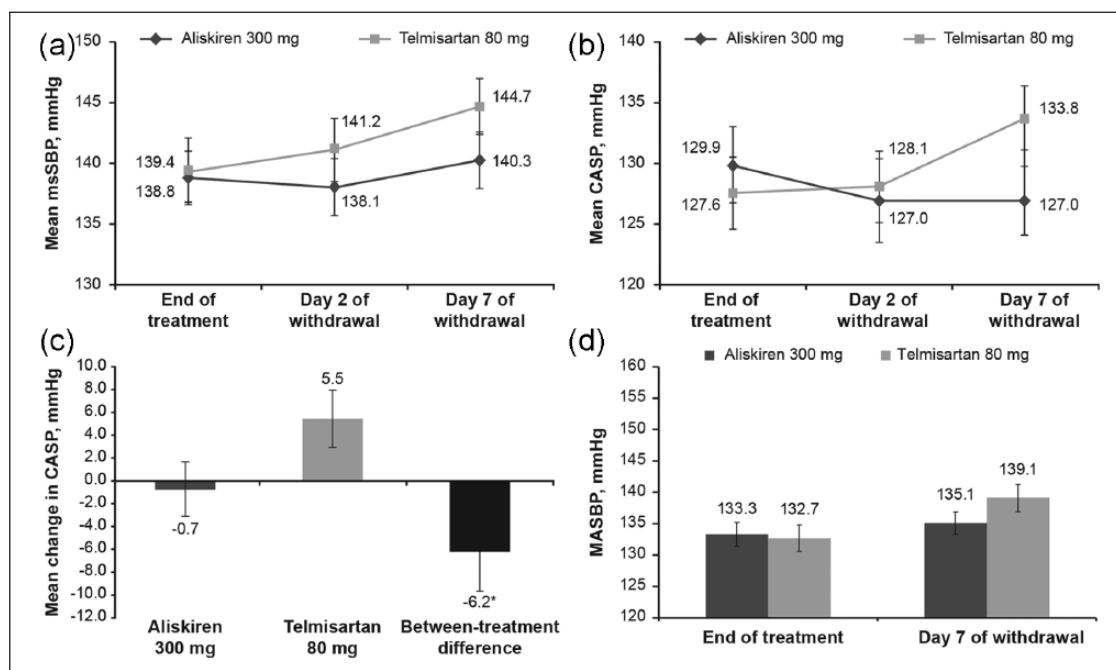 (a)
Aliskiren 300 mg
Telmisartan 80 mg
Mean msSBP, mmHg
150
145
140
135
130
139.4
138.8
141.2
138.1
144.7
140.3
End of treatment
Day 2 of withdrawal
Day 7 of withdrawal
(b)
Aliskiren 300 mg
Telmisartan 80 mg
Mean CASP, mmHg
140
135
130
125
120
129.9
127.6
128.1
127.0
133.8
127.0
End of treatment
Day 2 of withdrawal
Day 7 of withdrawal
(c)
Mean change in CASP, mmHg
10.0
8.0
6.0
4.0
2.0
0.0
-2.0
-4.0
-6.0
-8.0
-10.0
-12.0
-0.7
5.5
-6.2*
Aliskiren 300 mg
Telmisartan 80 mg
Between-treatment difference
(d)
Aliskiren 300 mg
Telmisartan 80 mg
MASBP, mmHg
160
155
150
145
140
135
130
125
120
133.3
132.7
135.1
139.1
End of treatment
Day 7 of withdrawal